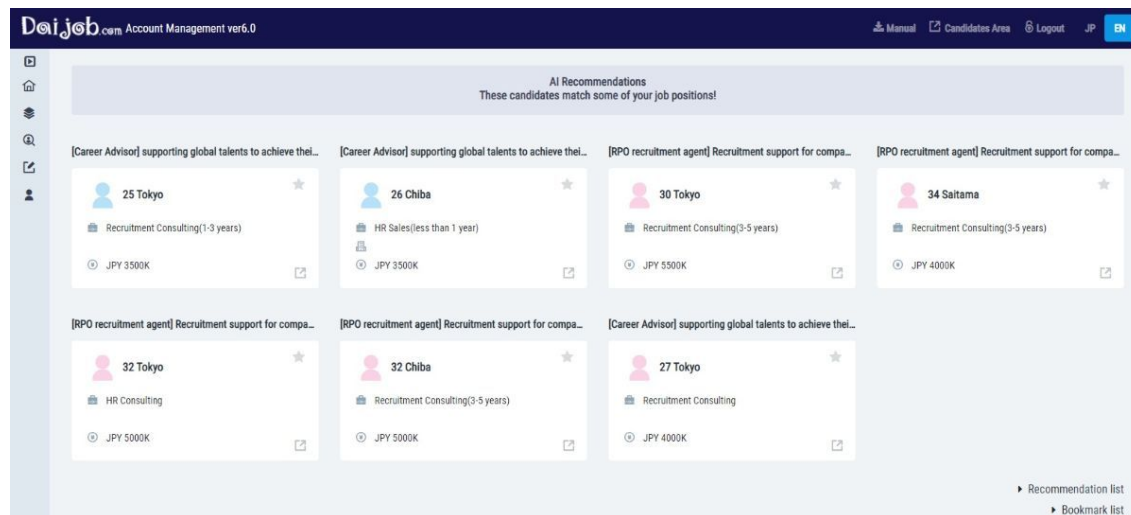 Daijob.com Account Management ver6.0
Manual Candidates Area Logout JP EN
AI Recommendations
These candidates match some of your job positions!
[Career Advisor] supporting global talents to achieve thei...
25 Tokyo
Recruitment Consulting(1-3 years)
JPY 3500K
[Career Advisor] supporting global talents to achieve thei...
26 Chiba
HR Sales(less than 1 year)
JPY 3500K
[RPO recruitment agent] Recruitment support for compa...
30 Tokyo
Recruitment Consulting(3-5 years)
JPY 5500K
[RPO recruitment agent] Recruitment support for compa...
34 Saitama
Recruitment Consulting(3-5 years)
JPY 4000K
[RPO recruitment agent] Recruitment support for compa...
32 Tokyo
HR Consulting
JPY 5000K
[RPO recruitment agent] Recruitment support for compa...
32 Chiba
Recruitment Consulting(3-5 years)
JPY 5000K
[Career Advisor] supporting global talents to achieve thei...
27 Tokyo
Recruitment Consulting
JPY 4000K
Recommendation list
Bookmark list